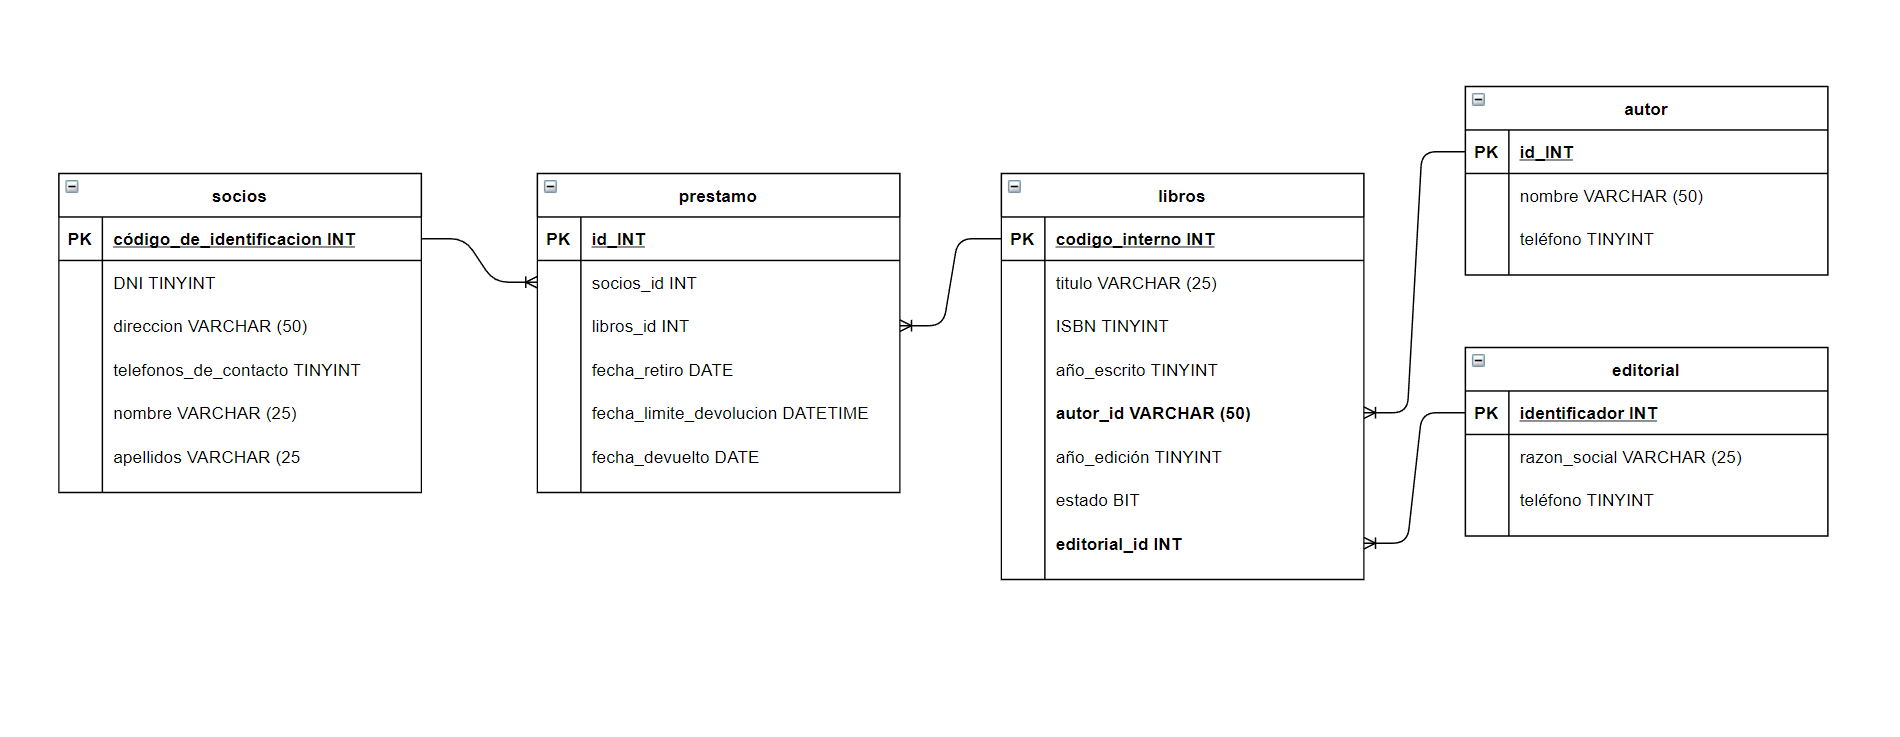 socios
PK código_de_identificacion INT
DNI TINYINT
direccion VARCHAR (50)
telefonos_de_contacto TINYINT
nombre VARCHAR (25)
apellidos VARCHAR (25
prestamo
PK id_INT
socios_id INT
libros_id INT
fecha_retiro DATE
fecha_limite_devolucion DATETIME
fecha_devuelto DATE
libros
PK codigo_interno INT
titulo VARCHAR (25)
ISBN TINYINT
año_escrito TINYINT
autor_id VARCHAR (50)
año_edición TINYINT
estado BIT
editorial_id INT
autor
PK id_INT
nombre VARCHAR (50)
teléfono TINYINT
editorial
PK identificador INT
razon_social VARCHAR (25)
teléfono TINYINT